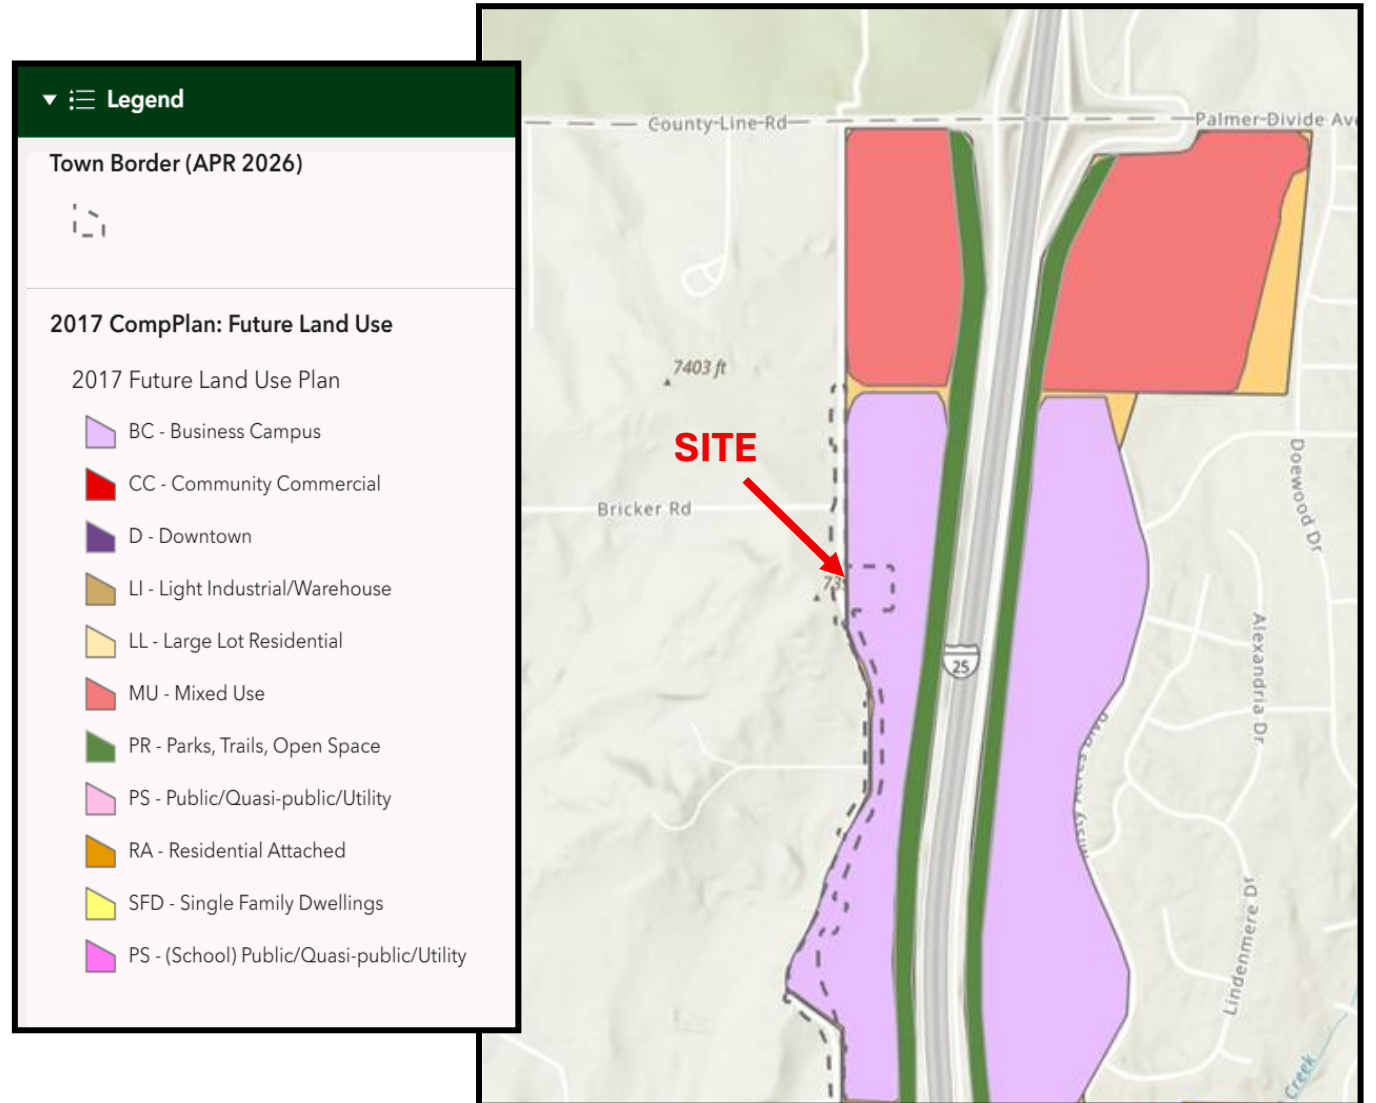 Legend
Town Border (APR 2026)
2017 CompPlan: Future Land Use
2017 Future Land Use Plan
BC - Business Campus
CC - Community Commercial
D - Downtown
LI - Light Industrial/Warehouse
LL - Large Lot Residential
MU - Mixed Use
PR - Parks, Trails, Open Space
PS - Public/Quasi-public/Utility
RA - Residential Attached
SFD - Single Family Dwellings
PS - (School) Public/Quasi-public/Utility
County Line Rd
Palmer Divide Ave
7403 ft
SITE
Bricker Rd
Doewood Dr
25
Alexandria Dr
Lindenmere Dr
Creek